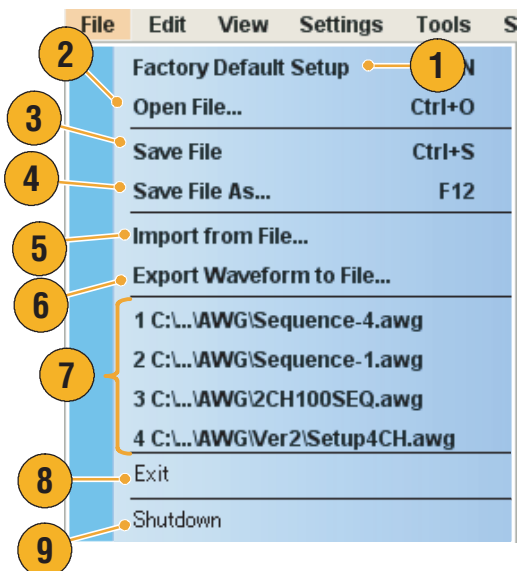 File Edit View Settings Tools S
Factory Default Setup 1 N
2
Open File... Ctrl+O
3
Save File Ctrl+S
4
Save File As... F12
5
Import from File...
6
Export Waveform to File...
7
1 C:\...\AWG\Sequence-4.awg
2 C:\...\AWG\Sequence-1.awg
3 C:\...\AWG\2CH100SEQ.awg
4 C:\...\AWG\Ver2\Setup4CH.awg
8
Exit
9
Shutdown